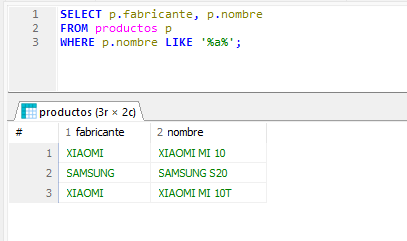 1 SELECT p.fabricante, p.nombre
2 FROM productos p
3 WHERE p.nombre LIKE '%a%';
productos (3r × 2c)
# 1 fabricante 2 nombre
1 XIAOMI XIAOMI MI 10
2 SAMSUNG SAMSUNG S20
3 XIAOMI XIAOMI MI 10T